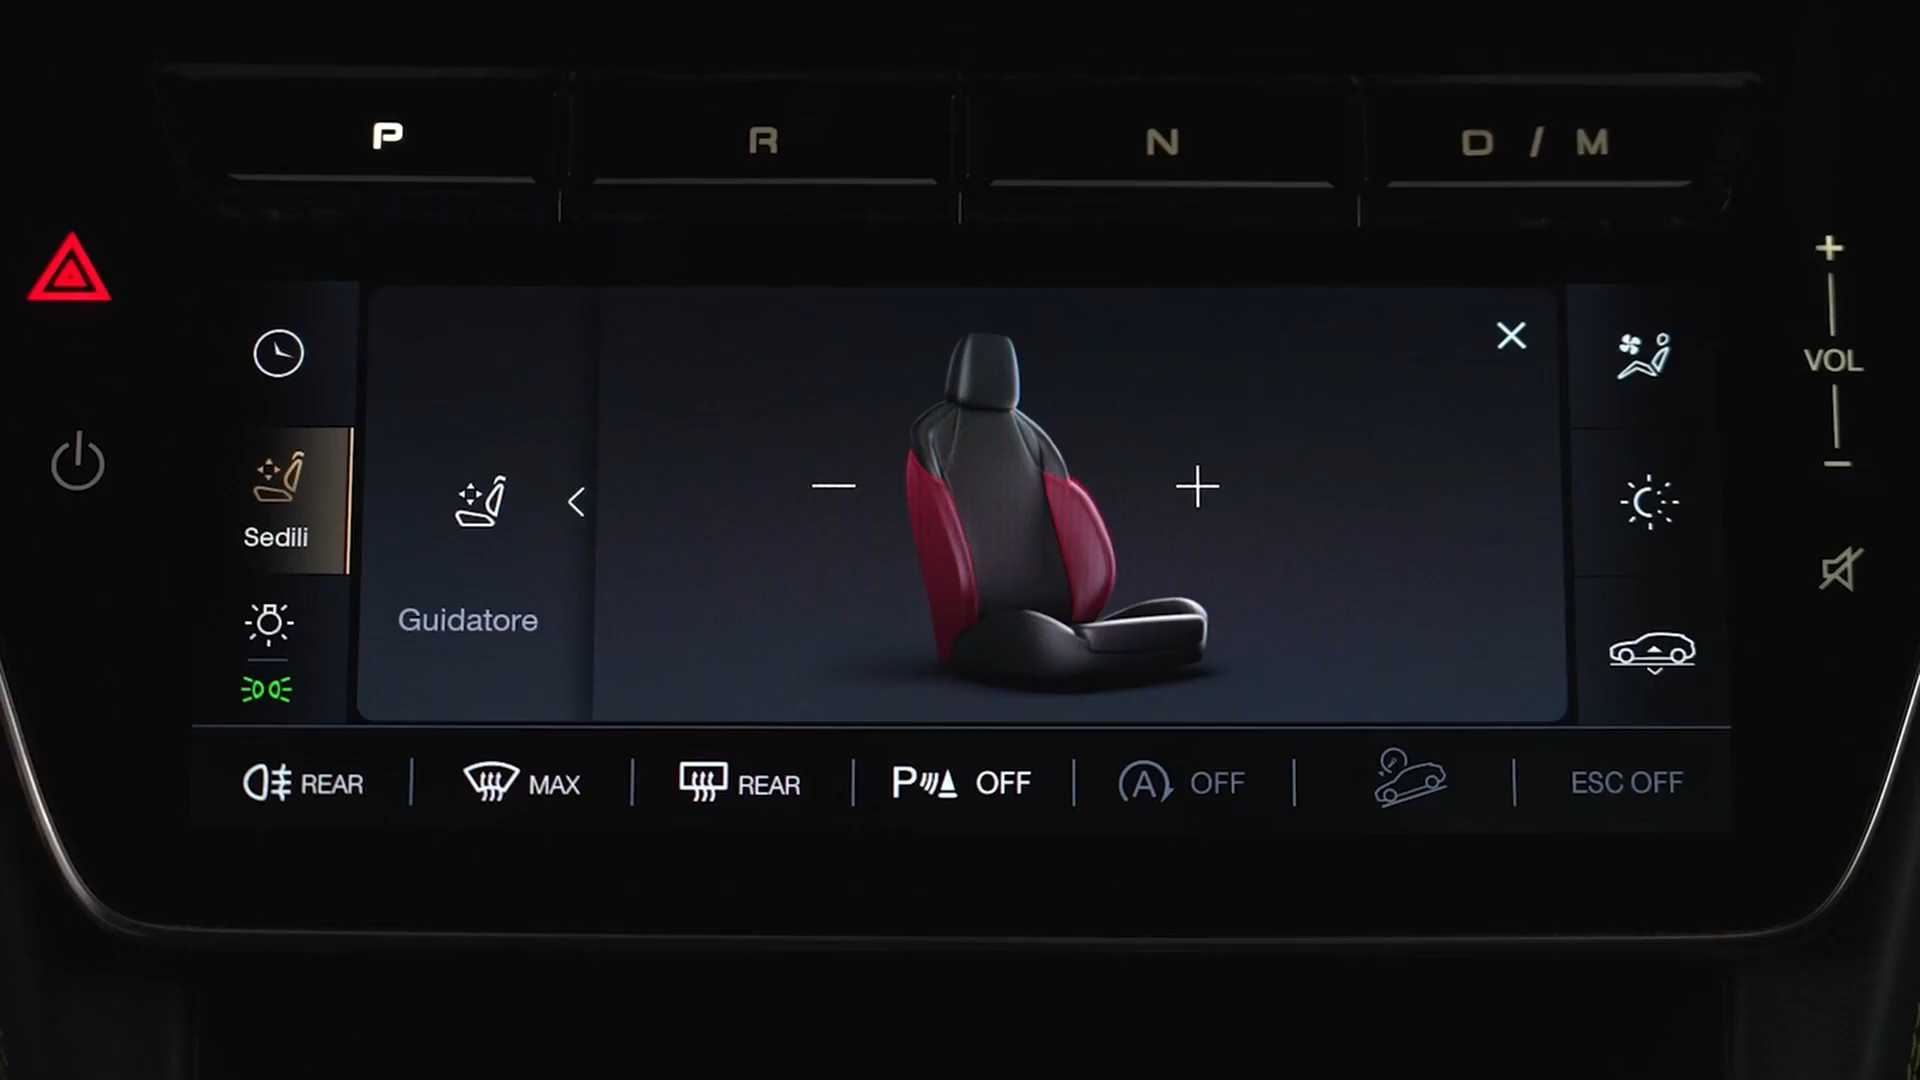 P R N D / M
+
VOL
−
Sedili
Guidatore
REAR MAX REAR P OFF A OFF ESC OFF